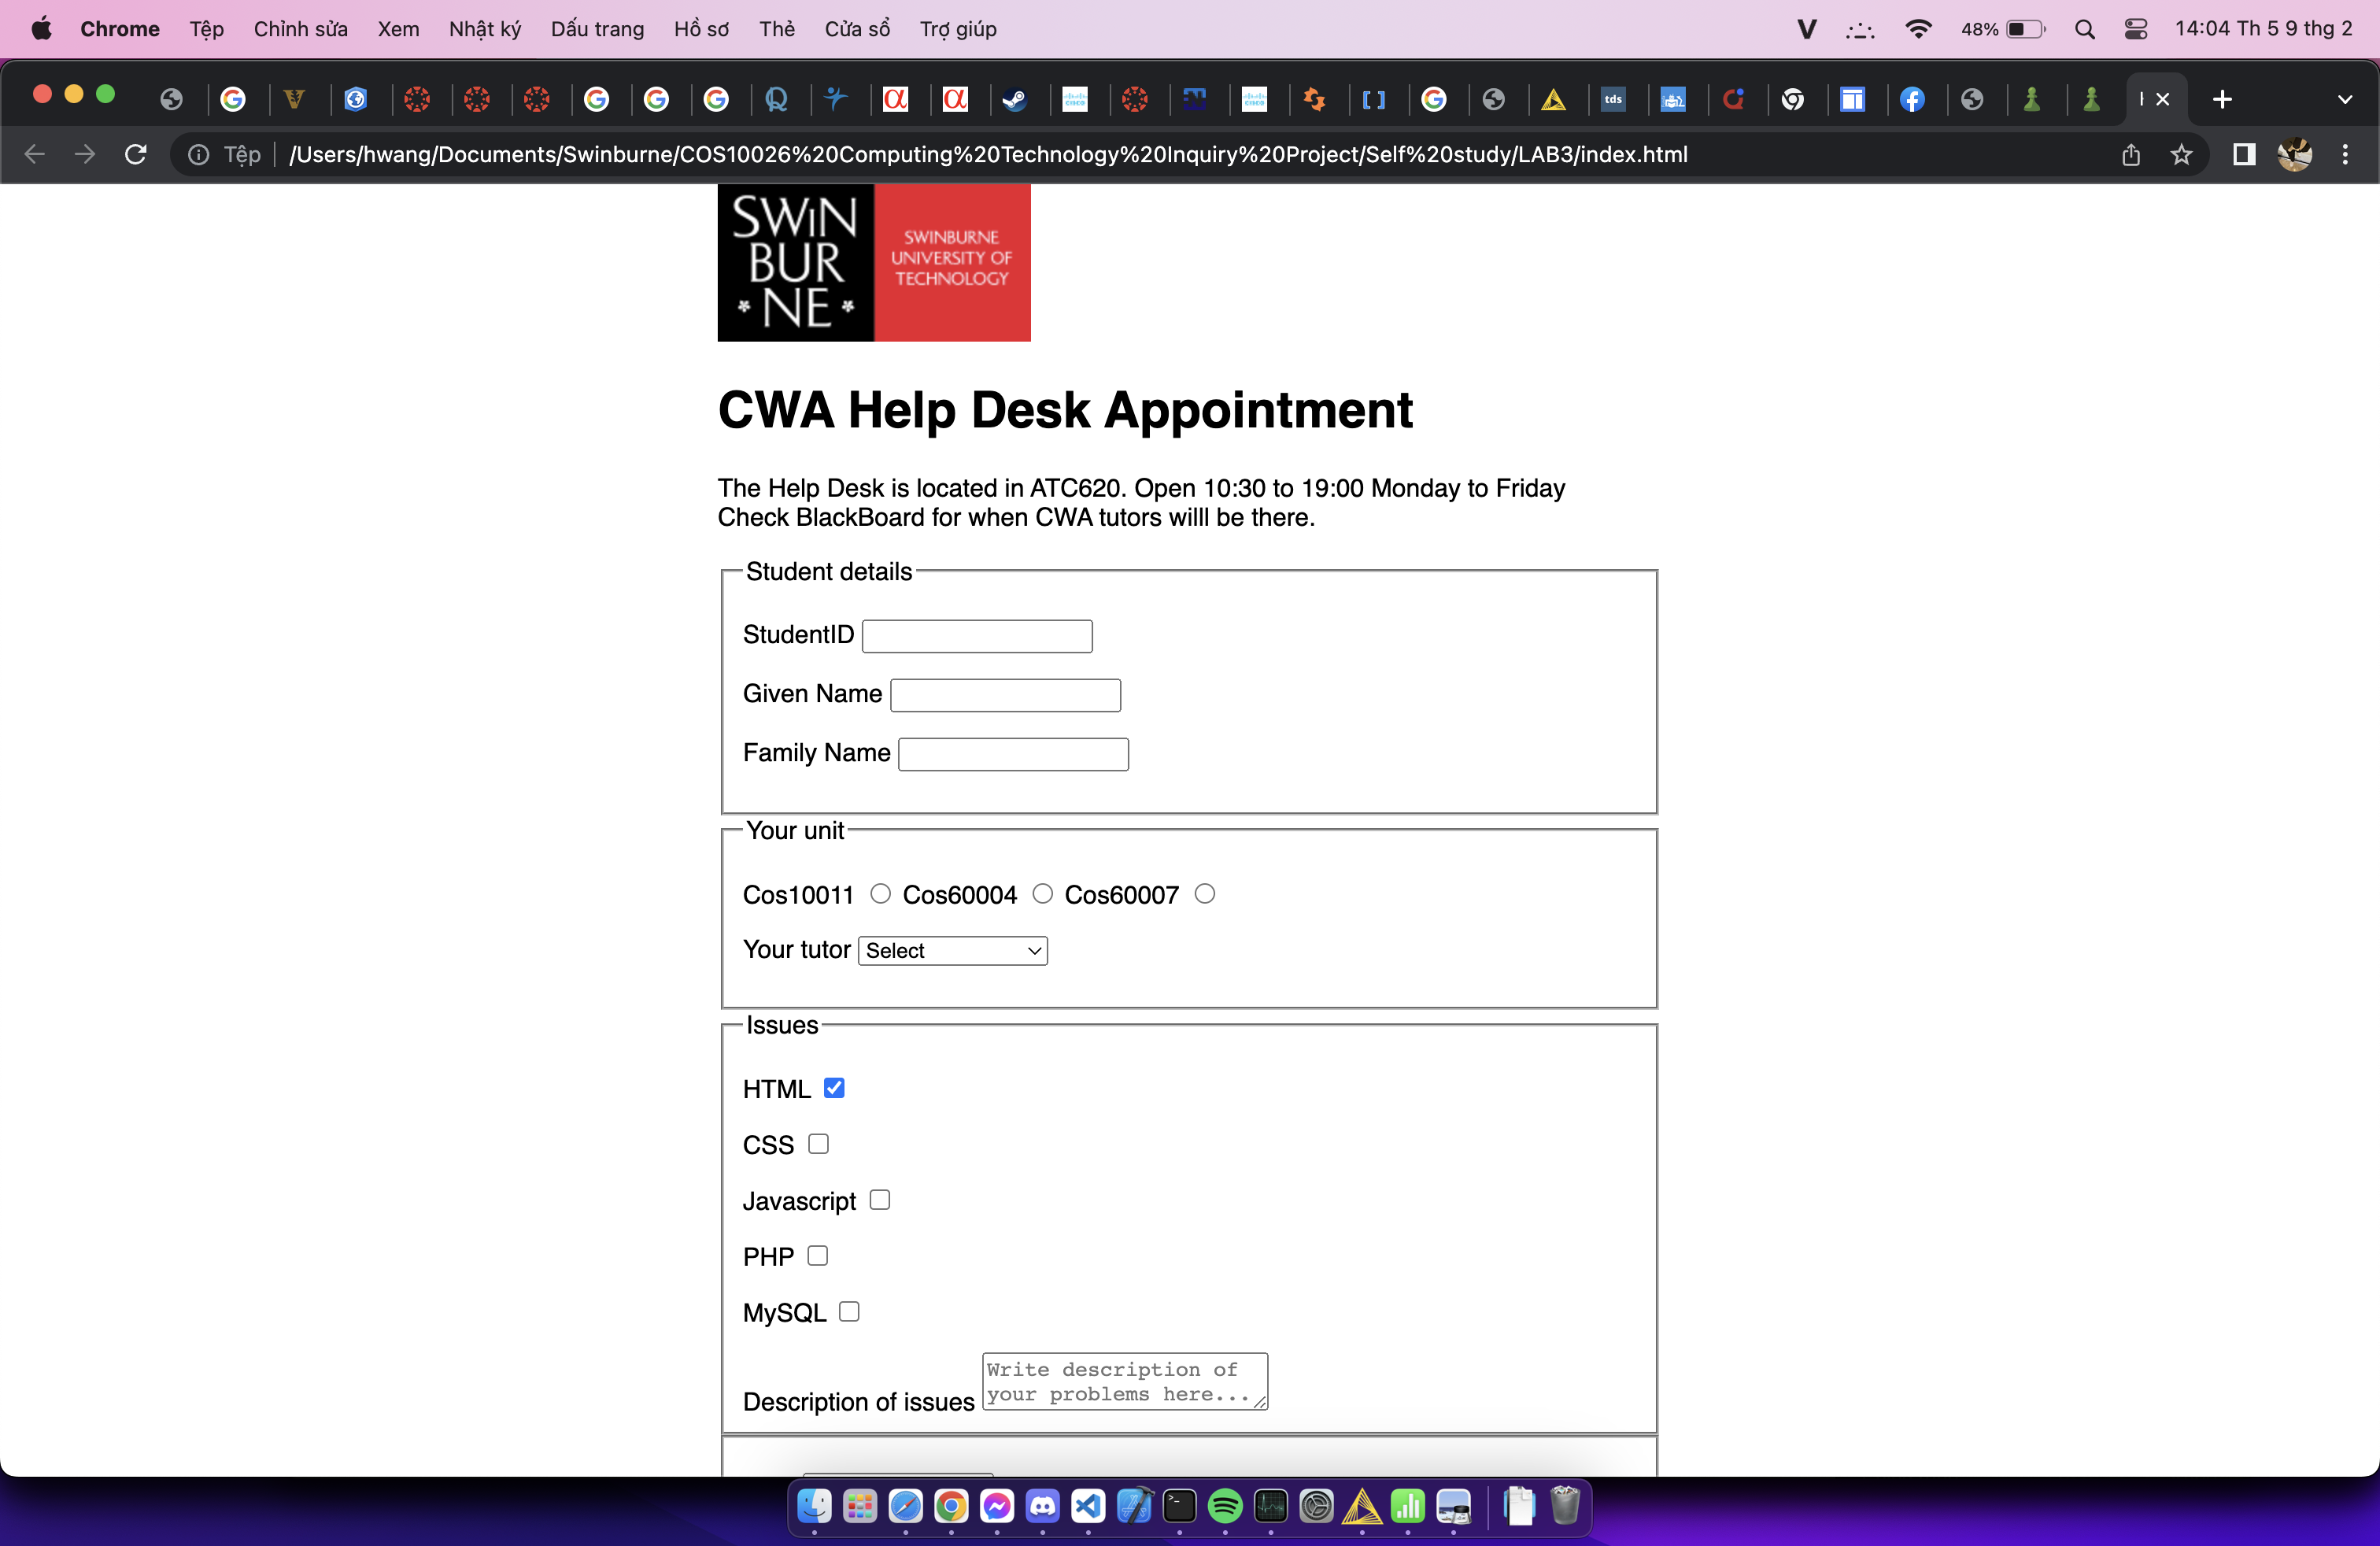 Chrome Tệp Chỉnh sửa Xem Nhật ký Dấu trang Hồ sơ Thẻ Cửa sổ Trợ giúp 48% 14:04 Th 5 9 thg 2
tds
Tệp /Users/hwang/Documents/Swinburne/COS10026%20Computing%20Technology%20Inquiry%20Project/Self%20study/LAB3/index.html
SWIN
BUR
NE
SWINBURNE
UNIVERSITY OF
TECHNOLOGY
CWA Help Desk Appointment
The Help Desk is located in ATC620. Open 10:30 to 19:00 Monday to Friday
Check BlackBoard for when CWA tutors willl be there.
Student details
StudentID
Given Name
Family Name
Your unit
Cos10011 Cos60004 Cos60007
Your tutor Select
Issues
HTML
CSS
Javascript
PHP
MySQL
Write description of
your problems here...
Description of issues